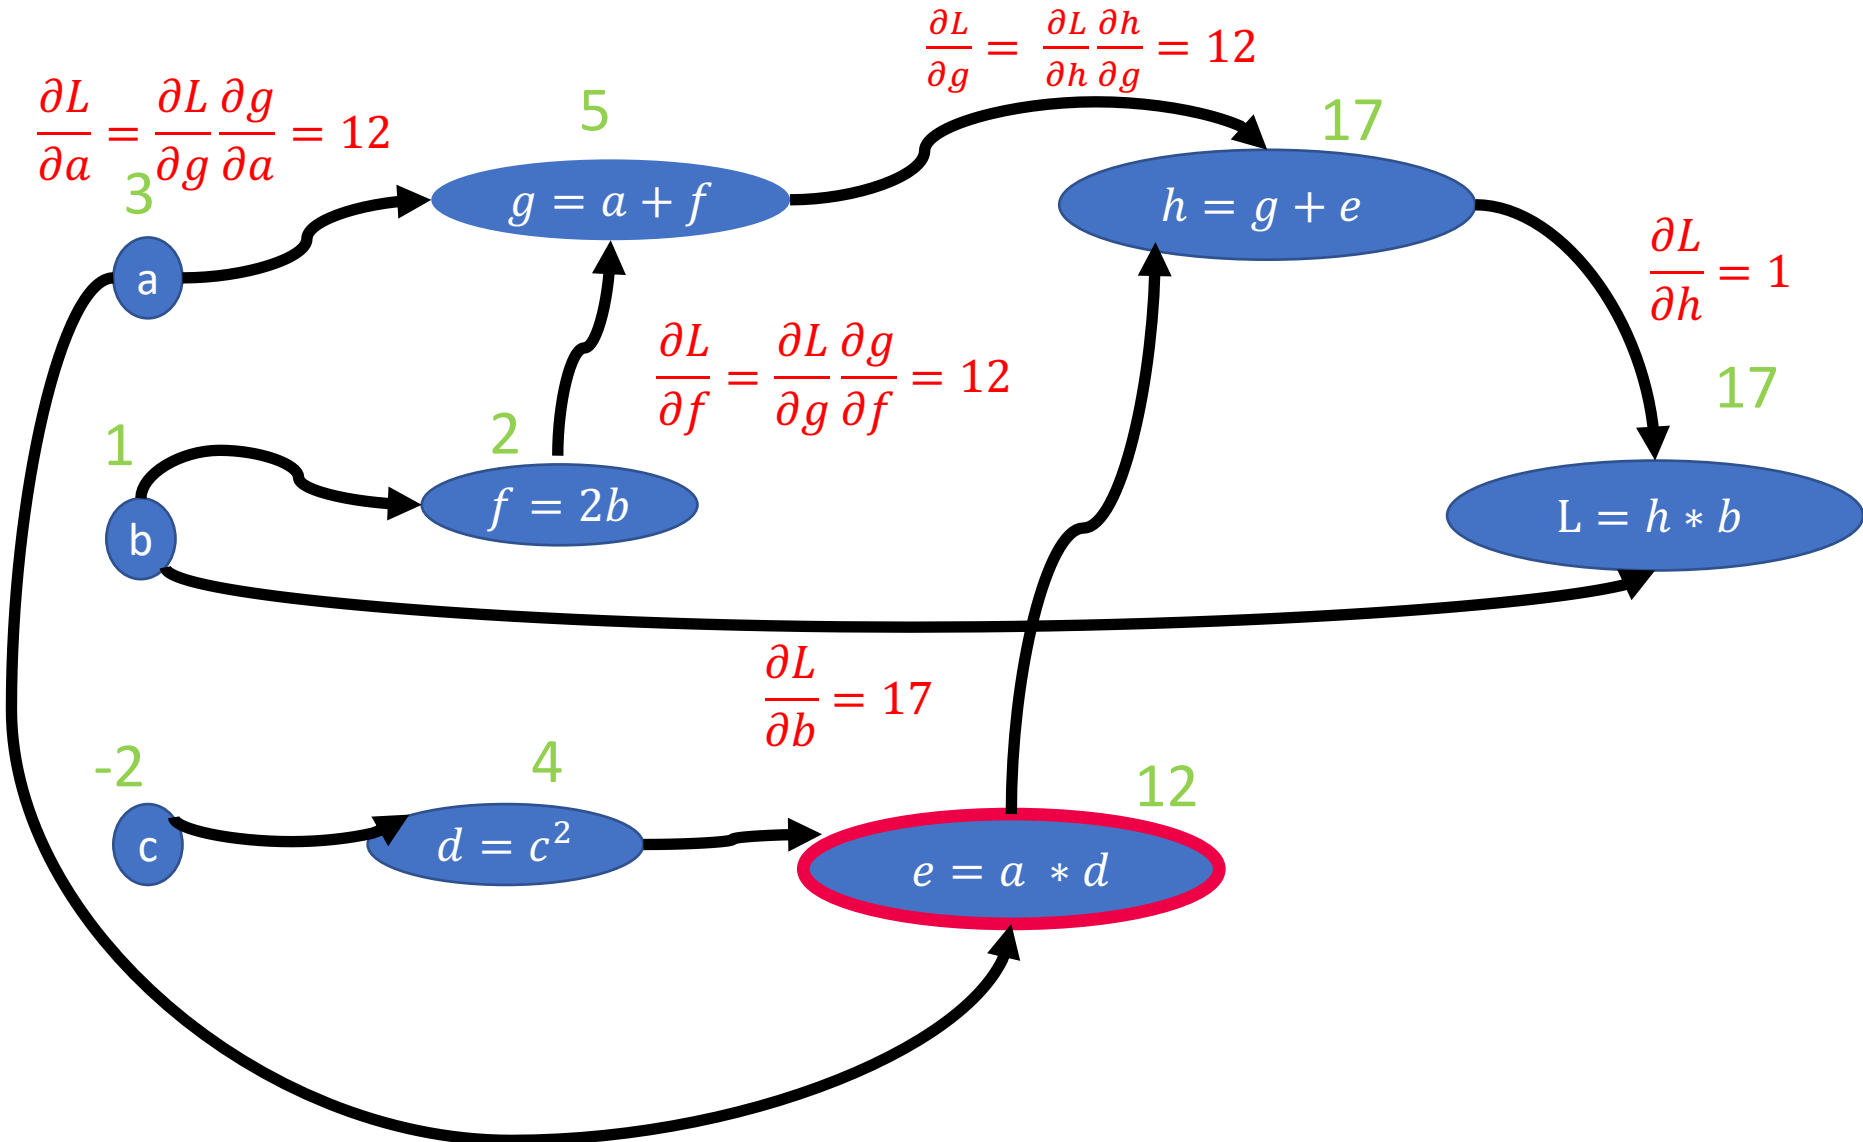 ∂L/∂g = ∂L/∂h ∂h/∂g = 12
∂L/∂a = ∂L/∂g ∂g/∂a = 12
5
17
3
g = a + f
h = g + e
a
∂L/∂h = 1
∂L/∂f = ∂L/∂g ∂g/∂f = 12
17
1
2
f = 2b
L = h ∗ b
b
∂L/∂b = 17
-2
4
12
c
d = c²
e = a ∗ d